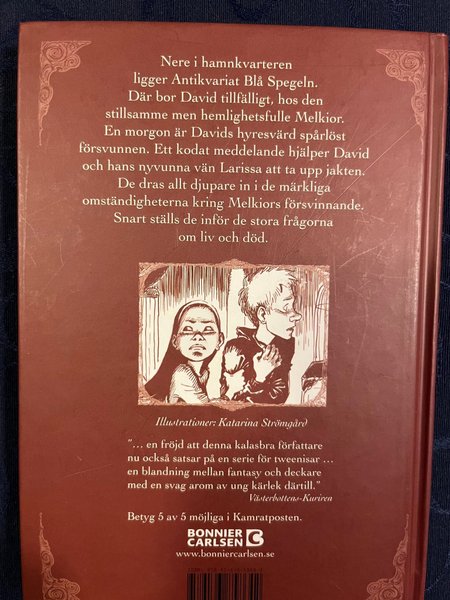 Nere i hamnkvarteren
ligger Antikvariat Blå Spegeln.
Där bor David tillfälligt, hos den
stillsamme men hemlighetsfulle Melkior.
En morgon är Davids hyresvärd spårlöst
försvunnen. Ett kodat meddelande hjälper David
och hans nyvunna vän Larissa att ta upp jakten.
De dras allt djupare in i de märkliga
omständigheterna kring Melkiors försvinnande.
Snart ställs de inför de stora frågorna
om liv och död.
Illustrationer: Katarina Strömgård
"... en fröjd att denna kalasbra författare
nu också satsar på en serie för tweenisar ...
en blandning mellan fantasy och deckare
med en svag arom av ung kärlek därtill."
Västerbottens-Kuriren
Betyg 5 av 5 möjliga i Kamratposten.
BONNIER
CARLSEN
www.bonniercarlsen.se